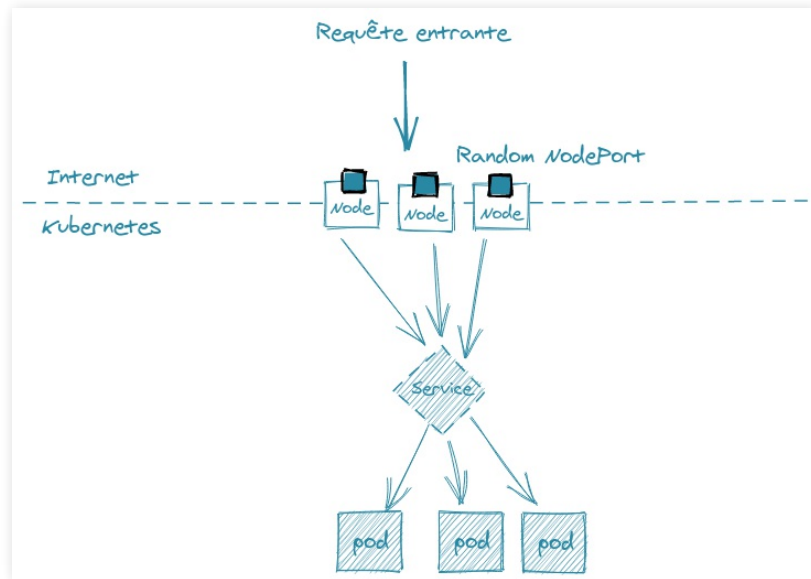 Requête entrante
Random NodePort
Internet
Node
Node
Node
Kubernetes
Service
pod
pod
pod